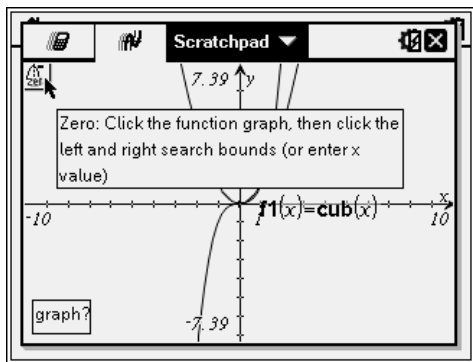 Scratchpad
zero
7.39
y
Zero: Click the function graph, then click the
left and right search bounds (or enter x
value)
x
-10
1
f1(x)=cub(x)
10
graph?
-7.39